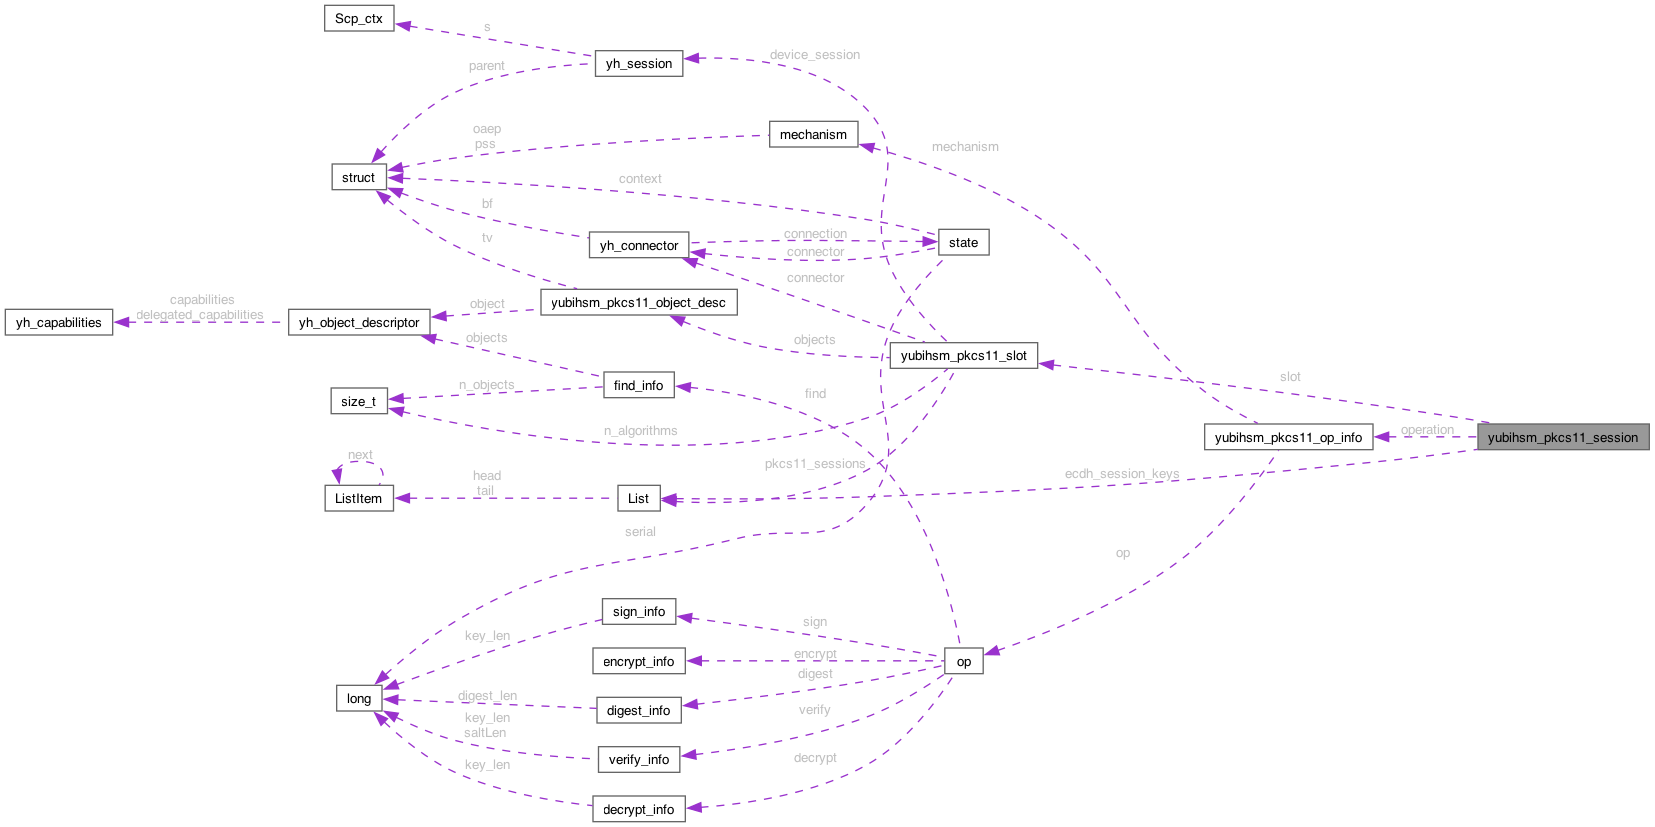 Scp_ctx
s
yh_session
device_session
parent
oaep
pss
mechanism
mechanism
struct
context
bf
tv
yh_connector
connection
connector
state
connector
capabilities
delegated_capabilities
yh_capabilities
yh_object_descriptor
object
yubihsm_pkcs11_object_desc
objects
objects
yubihsm_pkcs11_slot
slot
size_t
n_objects
find_info
find
n_algorithms
yubihsm_pkcs11_op_info
operation
yubihsm_pkcs11_session
next
ListItem
head
tail
List
pkcs11_sessions
ecdh_session_keys
serial
op
sign_info
sign
key_len
encrypt_info
encrypt
op
digest
long
digest_len
digest_info
key_len
saltLen
verify
verify_info
key_len
decrypt
decrypt_info